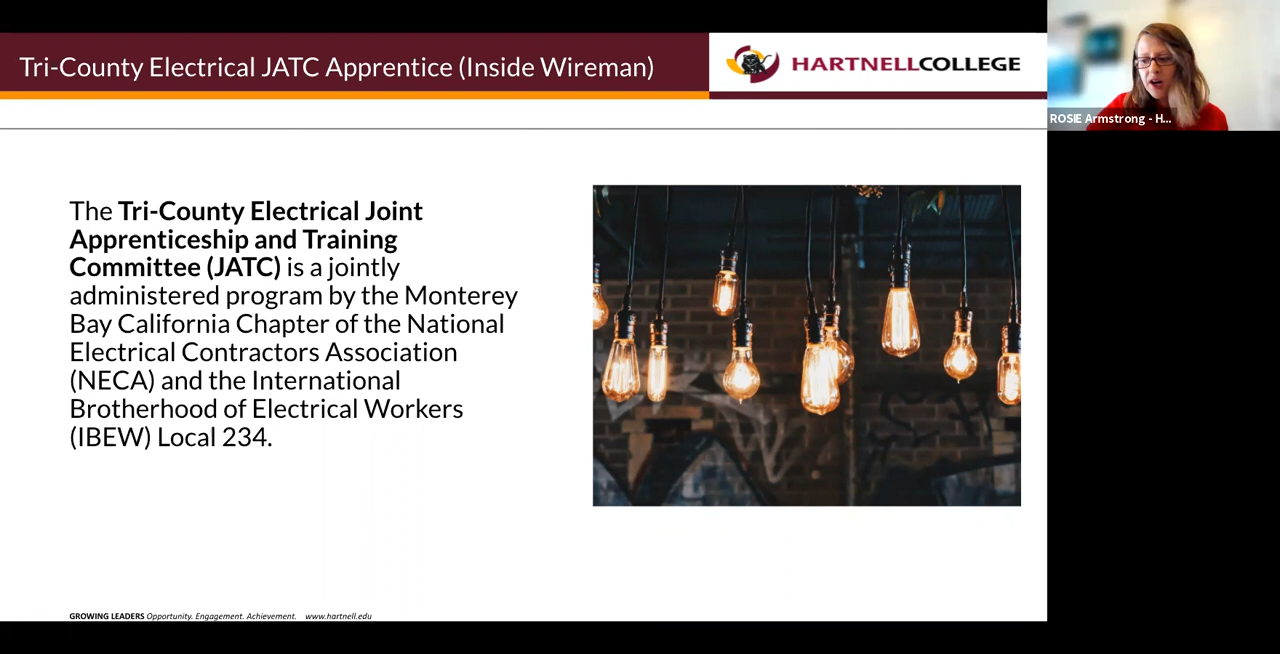 Tri-County Electrical JATC Apprentice (Inside Wireman)
HARTNELLCOLLEGE
ROSIE Armstrong - H...
The Tri-County Electrical Joint
Apprenticeship and Training
Committee (JATC) is a jointly
administered program by the Monterey
Bay California Chapter of the National
Electrical Contractors Association
(NECA) and the International
Brotherhood of Electrical Workers
(IBEW) Local 234.
GROWING LEADERS Opportunity. Engagement. Achievement. www.hartnell.edu